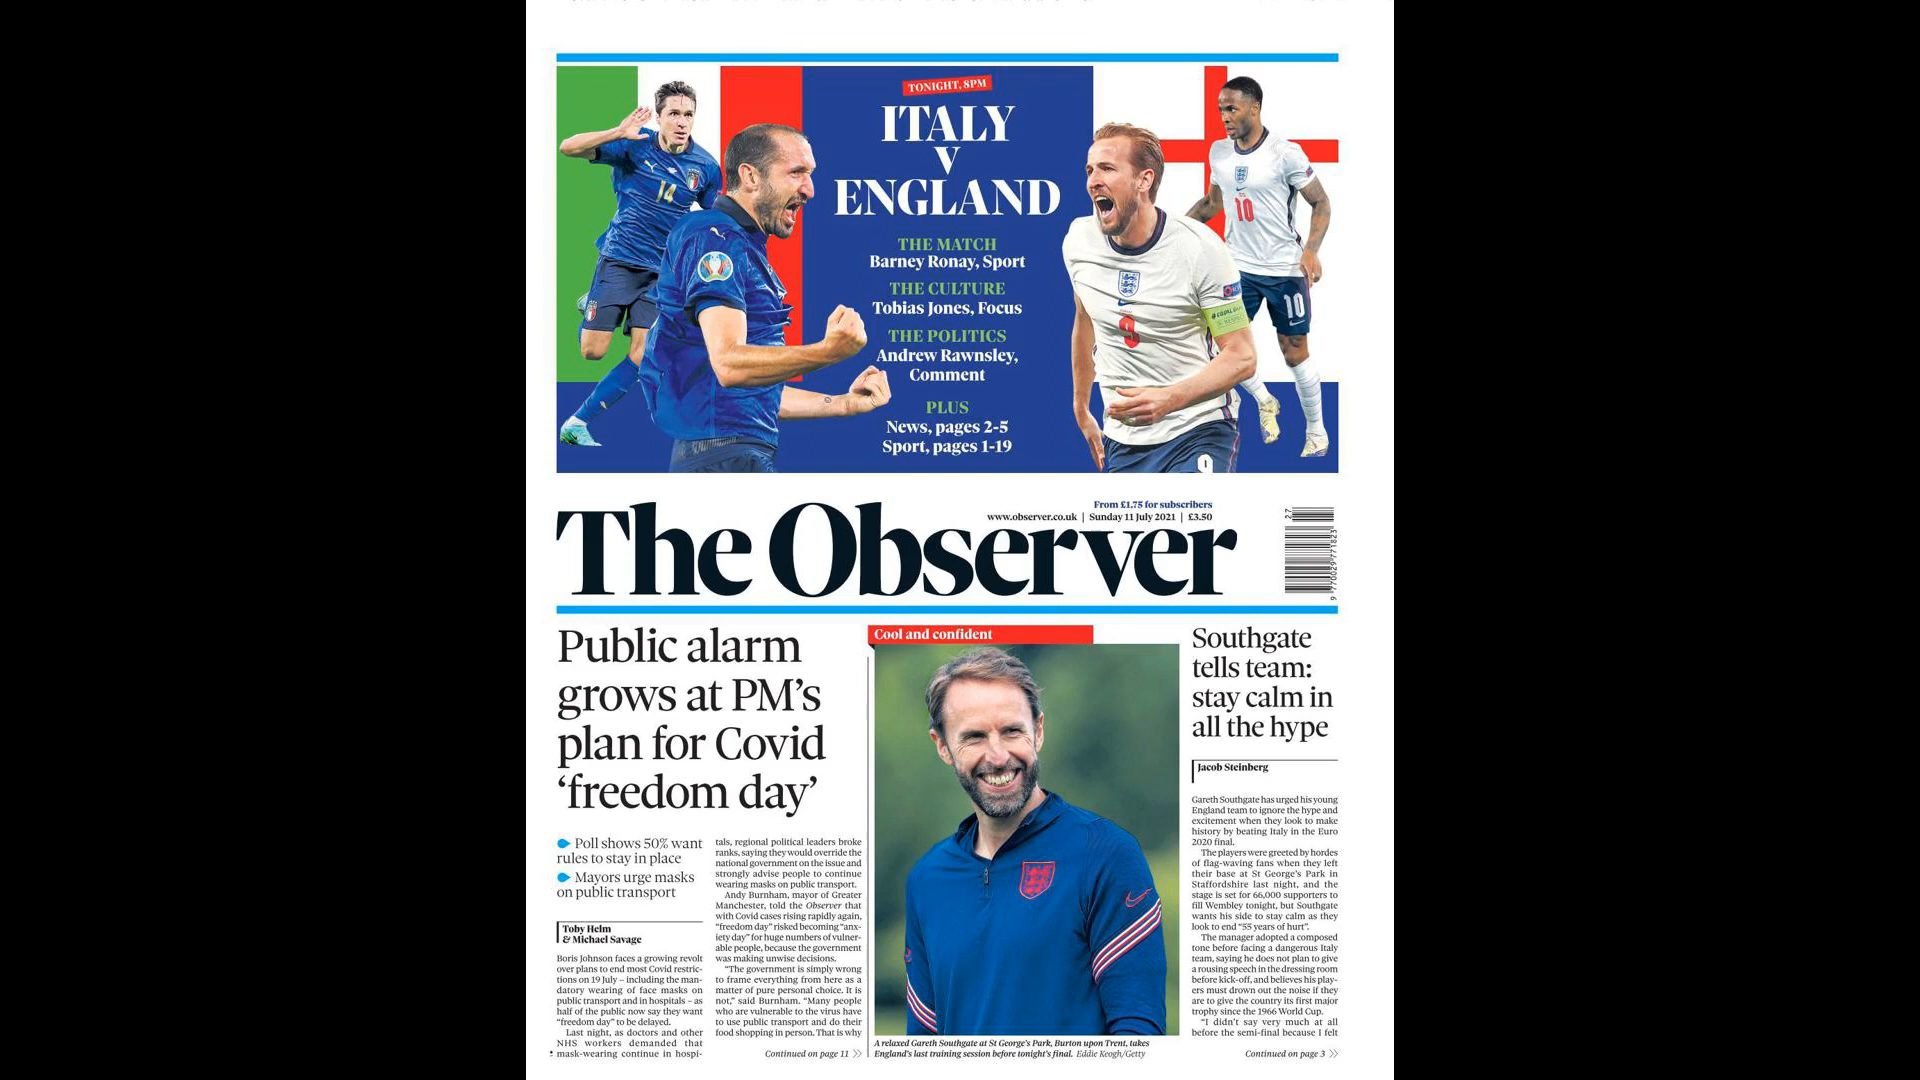 TONIGHT, 8PM
ITALY
V
ENGLAND
THE MATCH
Barney Ronay, Sport
THE CULTURE
Tobias Jones, Focus
THE POLITICS
Andrew Rawnsley,
Comment
PLUS
News, pages 2-5
Sport, pages 1-19
14
10
10
9
9
From £1.75 for subscribers
www.observer.co.uk | Sunday 11 July 2021 | £3.50
The Observer
27
9 770029 771823
Public alarm
grows at PM’s
plan for Covid
‘freedom day’
Poll shows 50% want
rules to stay in place
Mayors urge masks
on public transport
Toby Helm
& Michael Savage
Boris Johnson faces a growing revolt
over plans to end most Covid restric-
tions on 19 July – including the man-
datory wearing of face masks on
public transport and in hospitals – as
half of the public now say they want
“freedom day” to be delayed.
Last night, as doctors and other
NHS workers demanded that
mask-wearing continue in hospi-
tals, regional political leaders broke
ranks, saying they would override the
national government on the issue and
strongly advise people to continue
wearing masks on public transport.
Andy Burnham, mayor of Greater
Manchester, told the Observer that
with Covid cases rising rapidly again,
“freedom day” risked becoming “anx-
iety day” for huge numbers of vulner-
able people, because the government
was making unwise decisions.
“The government is simply wrong
to frame everything from here as a
matter of pure personal choice. It is
not,” said Burnham. “Many people
who are vulnerable to the virus have
to use public transport and do their
food shopping in person. That is why
Continued on page 11
Cool and confident
A relaxed Gareth Southgate at St George’s Park, Burton upon Trent, takes
England’s last training session before tonight’s final. Eddie Keogh/Getty
Southgate
tells team:
stay calm in
all the hype
Jacob Steinberg
Gareth Southgate has urged his young
England team to ignore the hype and
excitement when they look to make
history by beating Italy in the Euro
2020 final.
The players were greeted by hordes
of flag-waving fans when they left
their base at St George’s Park in
Staffordshire last night, and the
stage is set for 66,000 supporters to
fill Wembley tonight, but Southgate
wants his side to stay calm as they
look to end “55 years of hurt”.
The manager adopted a composed
tone before facing a dangerous Italy
team, saying he does not plan to give
a rousing speech in the dressing room
before kick-off, and believes his play-
ers must drown out the noise if they
are to give the country its first major
trophy since the 1966 World Cup.
“I didn’t say very much at all
before the semi-final because I felt
Continued on page 3